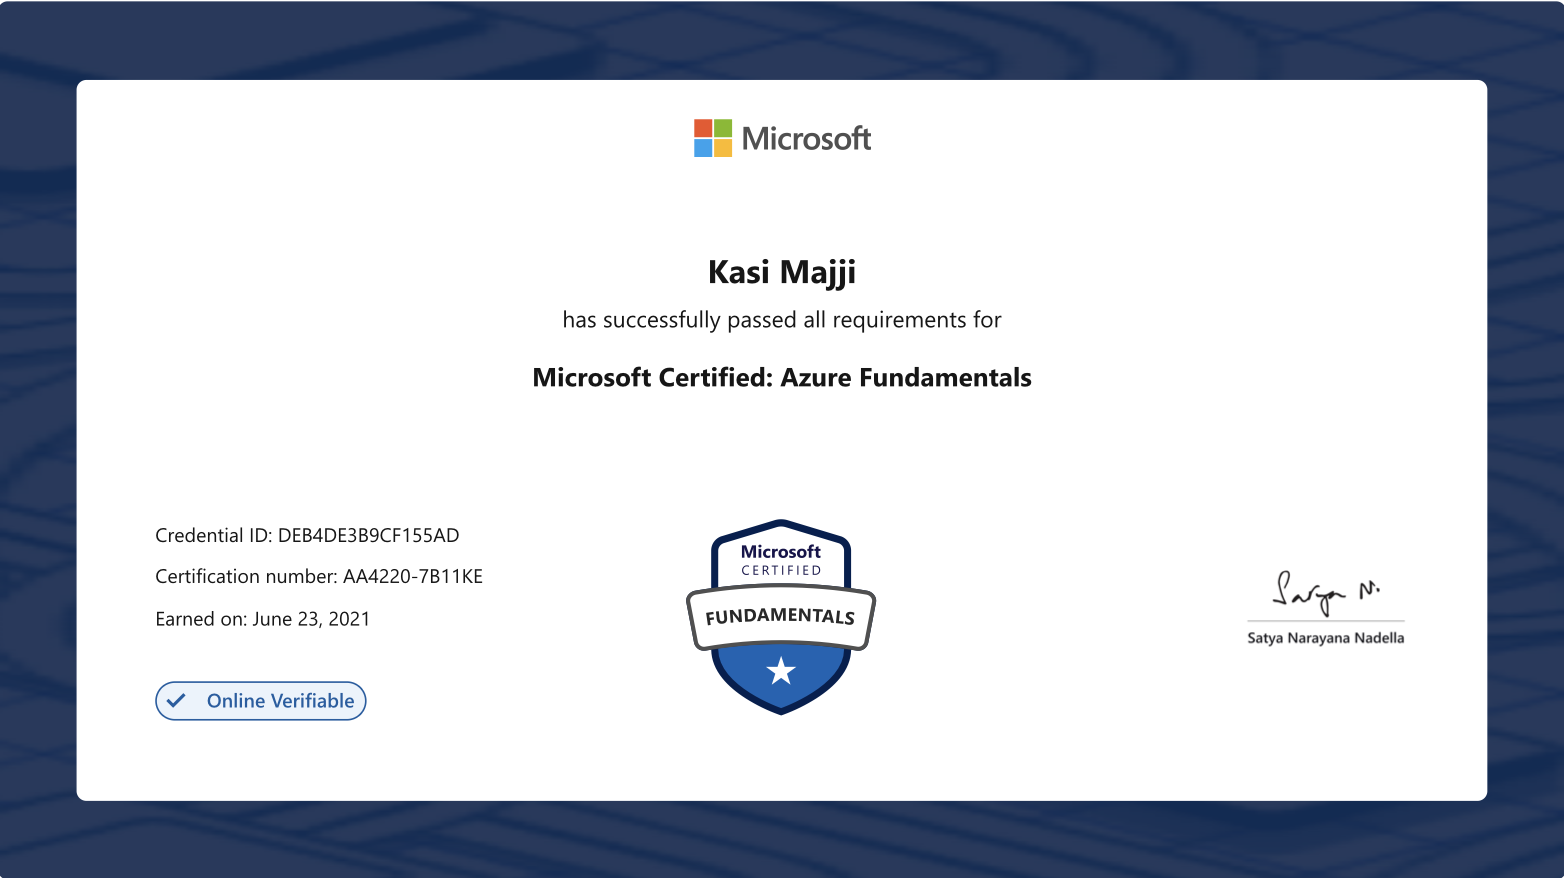 Microsoft
Kasi Majji
has successfully passed all requirements for
Microsoft Certified: Azure Fundamentals
Credential ID: DEB4DE3B9CF155AD
Certification number: AA4220-7B11KE
Earned on: June 23, 2021
Online Verifiable
Microsoft
CERTIFIED
FUNDAMENTALS
Satya N.
Satya Narayana Nadella